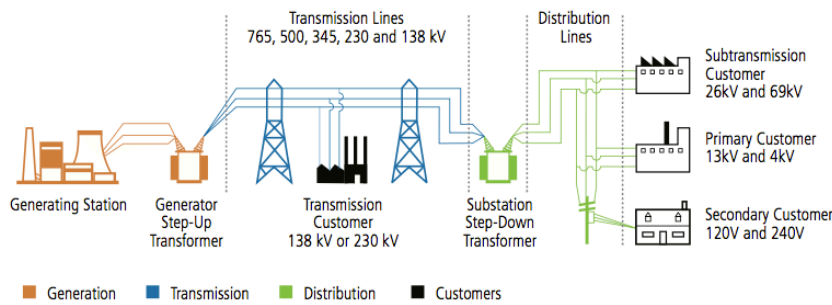 Transmission Lines
765, 500, 345, 230 and 138 kV
Distribution
Lines
Subtransmission
Customer
26kV and 69kV
Primary Customer
13kV and 4kV
Secondary Customer
120V and 240V
Generating Station
Generator
Step-Up
Transformer
Transmission
Customer
138 kV or 230 kV
Substation
Step-Down
Transformer
Generation
Transmission
Distribution
Customers